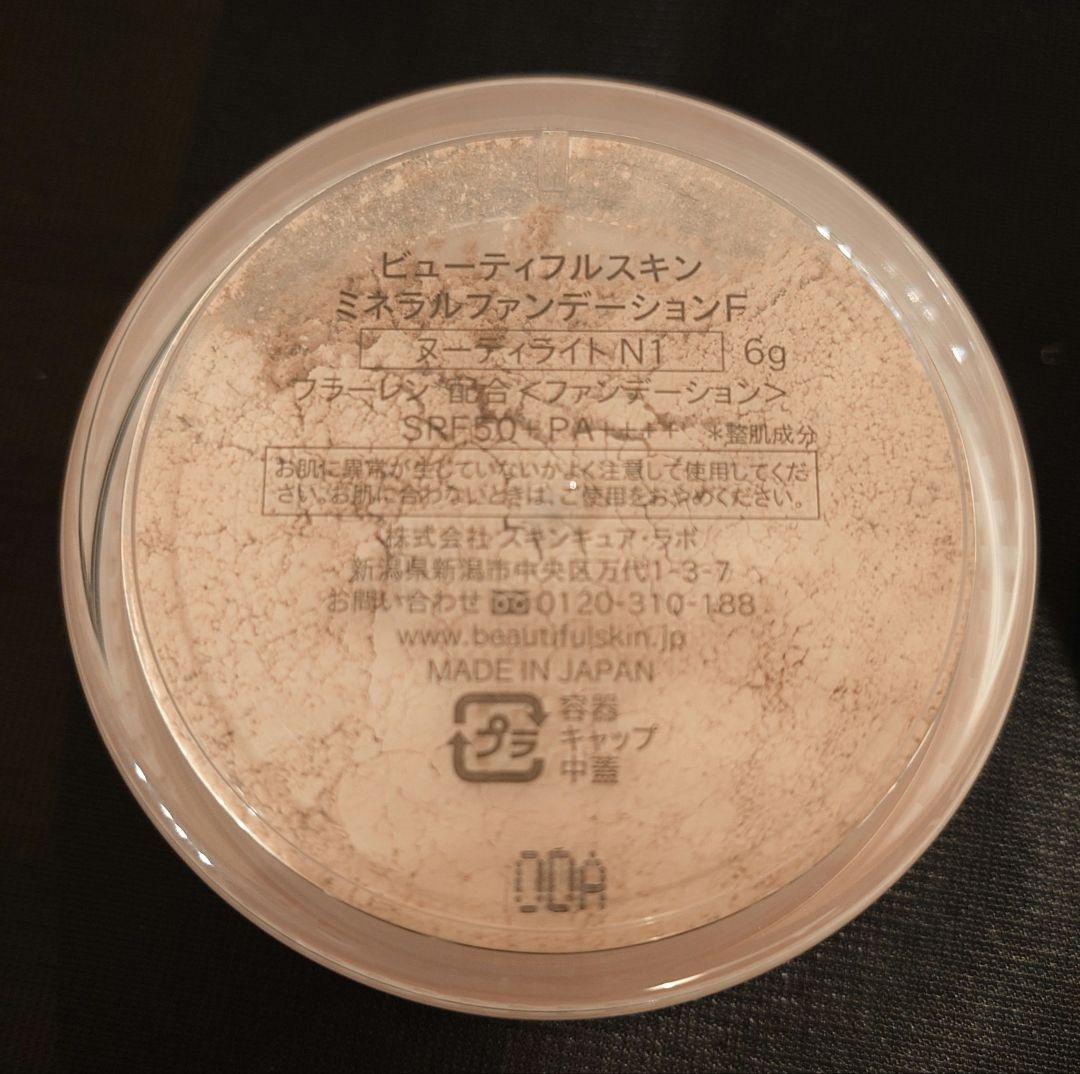 ビューティフルスキン
ミネラルファンデーションF
ヌーディライト N1 6g
フラーレン*配合<ファンデーション>
SPF50+PA++++ *整肌成分
お肌に異常が生じていないかよく注意して使用してくだ
さい。お肌に合わないときは、ご使用をおやめください。
株式会社 スキンキュア・ラボ
新潟県新潟市中央区万代1-3-7
お問い合わせ 0120-310-188
www.beautifulskin.jp
MADE IN JAPAN
プラ
容器
キャップ
中蓋
00A